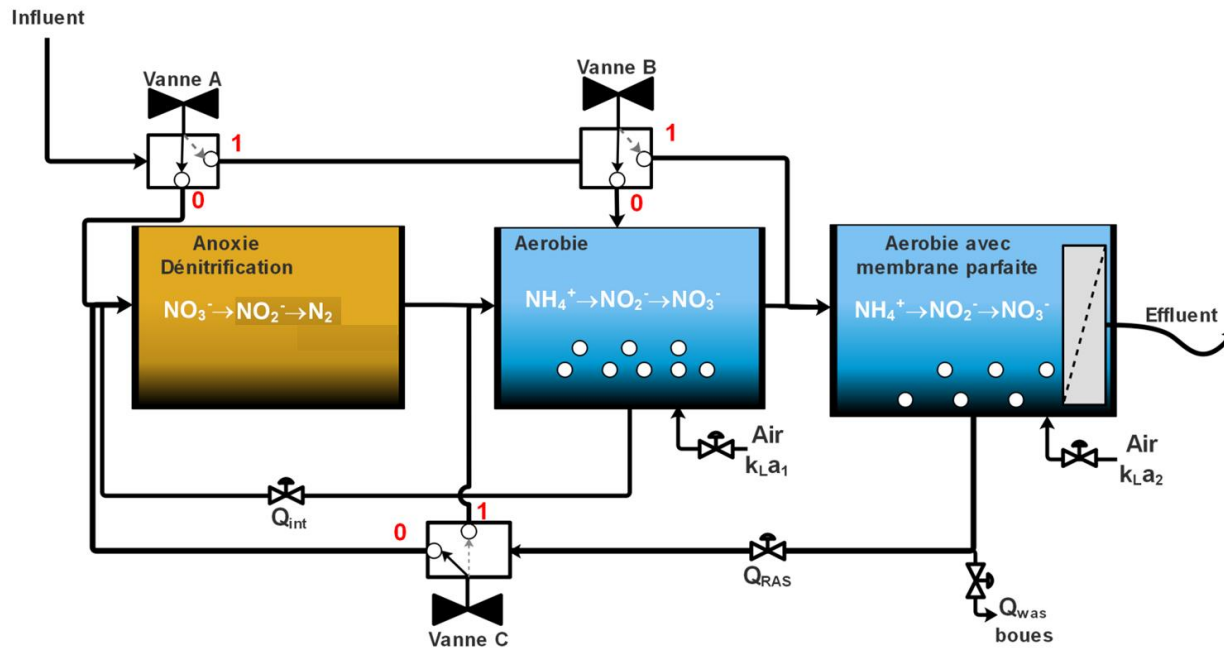 Influent
Vanne A
Vanne B
1
1
0
0
Anoxie
Dénitrification
NO₃⁻→NO₂⁻→N₂
Aerobie
NH₄⁺→NO₂⁻→NO₃⁻
Aerobie avec
membrane parfaite
NH₄⁺→NO₂⁻→NO₃⁻
Effluent
Air
kLa₁
Air
kLa₂
Qint
1
0
QRAS
Vanne C
Qwas
boues